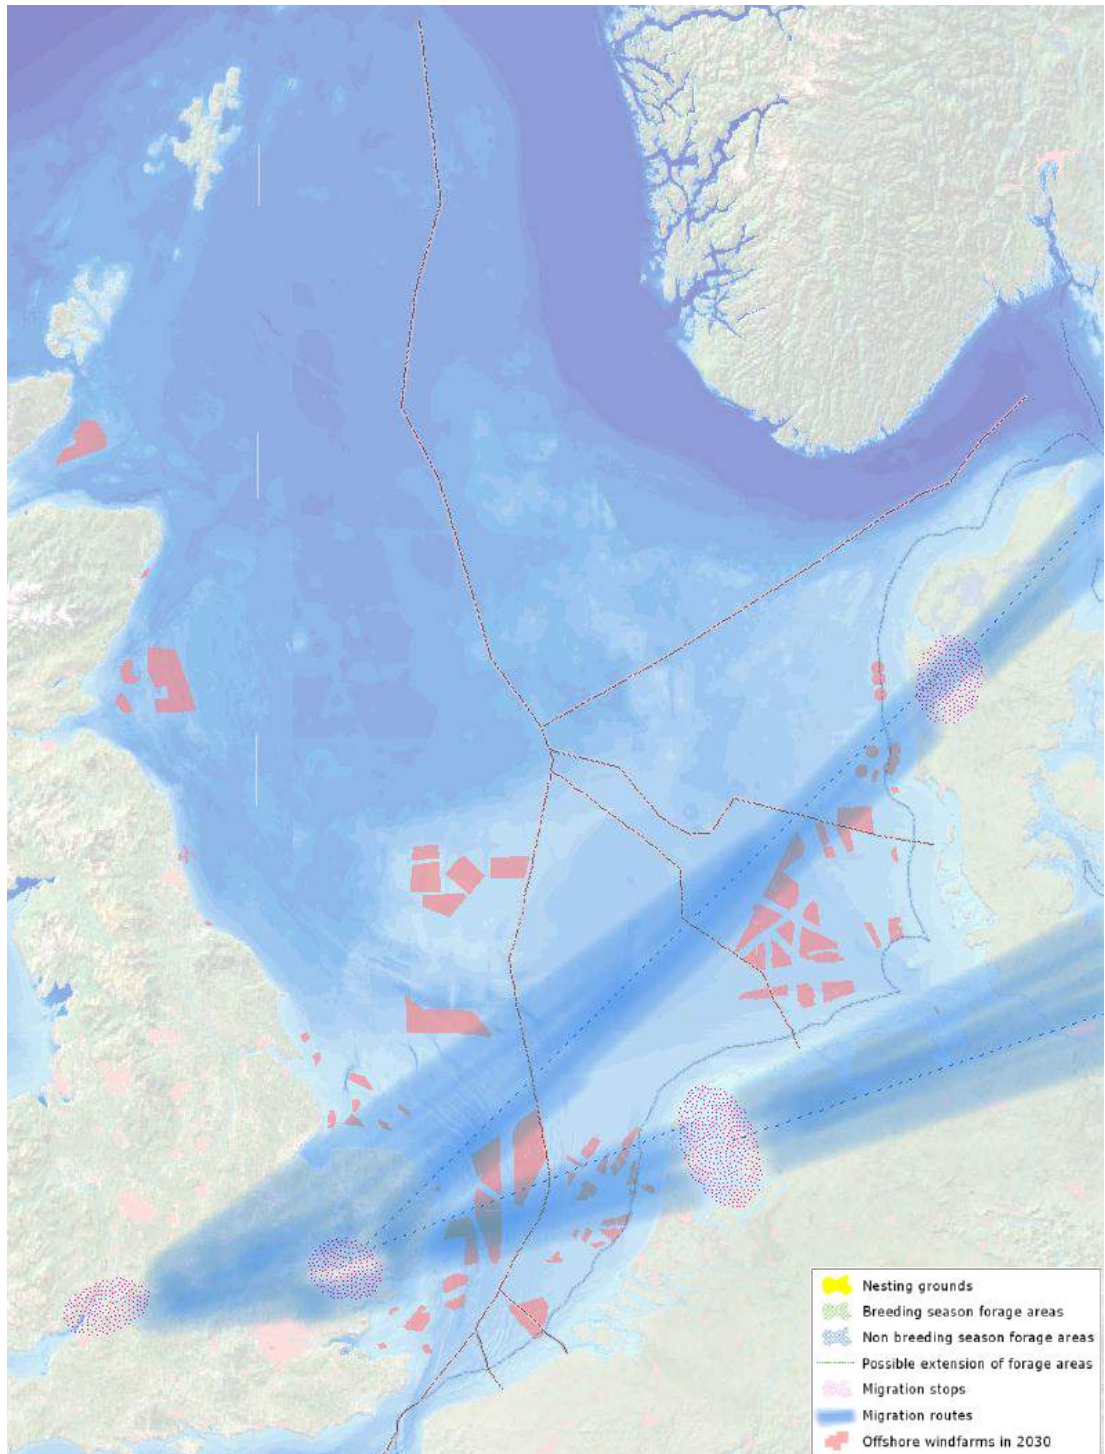 Nesting grounds
Breeding season forage areas
Non breeding season forage areas
Possible extension of forage areas
Migration stops
Migration routes
Offshore windfarms in 2030